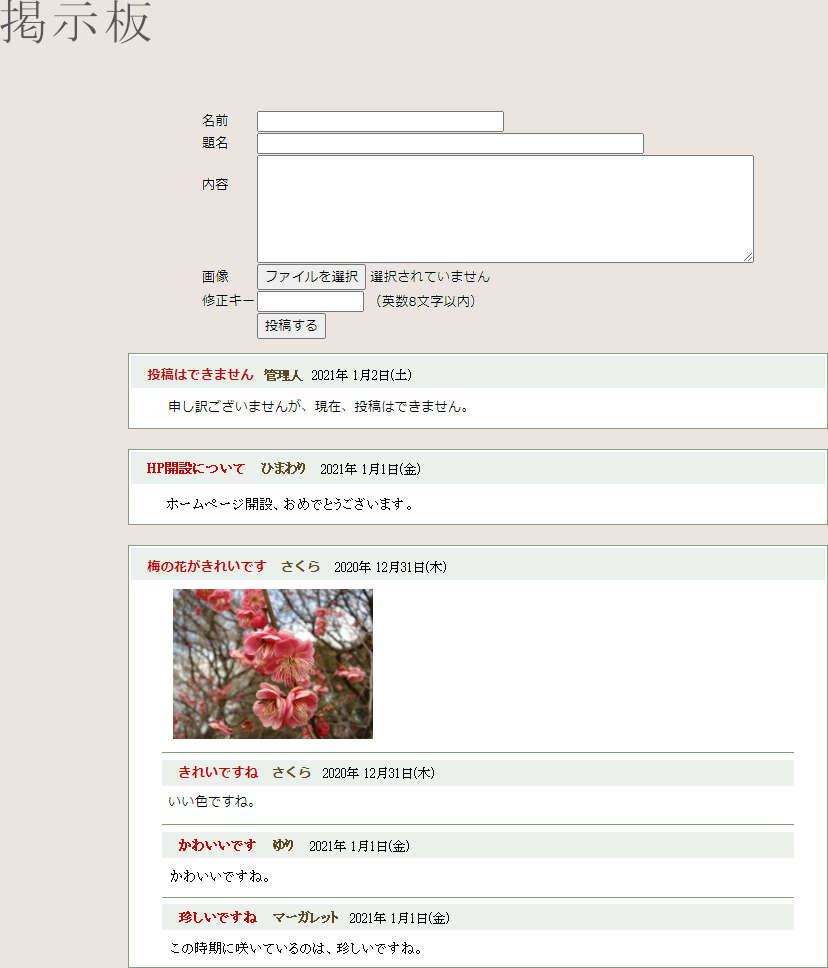 掲示板
名前
題名
内容
画像 ファイルを選択 選択されていません
修正キー （英数8文字以内）
投稿する
投稿はできません 管理人 2021年 1月2日(土)
申し訳ございませんが、現在、投稿はできません。
HP開設について ひまわり 2021年 1月1日(金)
ホームページ開設、おめでとうございます。
梅の花がきれいです さくら 2020年 12月31日(木)
きれいですね さくら 2020年 12月31日(木)
いい色ですね。
かわいいです ゆり 2021年 1月1日(金)
かわいいですね。
珍しいですね マーガレット 2021年 1月1日(金)
この時期に咲いているのは、珍しいですね。